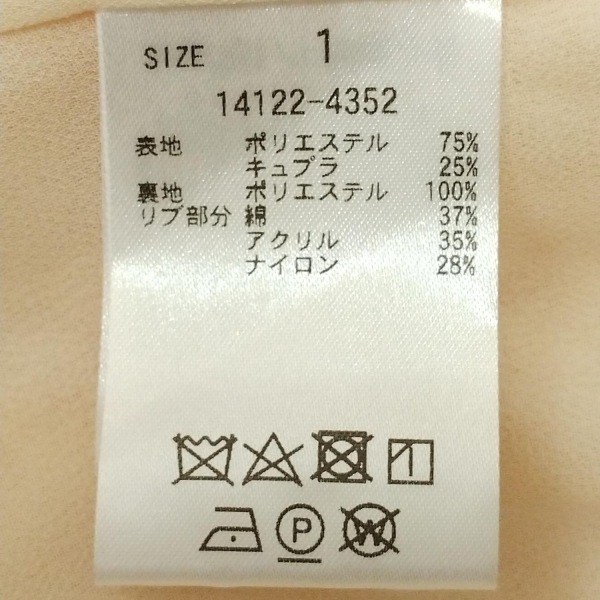 SIZE 1
14122-4352
表地 ポリエステル 75%
キュプラ 25%
裏地 ポリエステル 100%
リブ部分 綿 37%
アクリル 35%
ナイロン 28%
P W